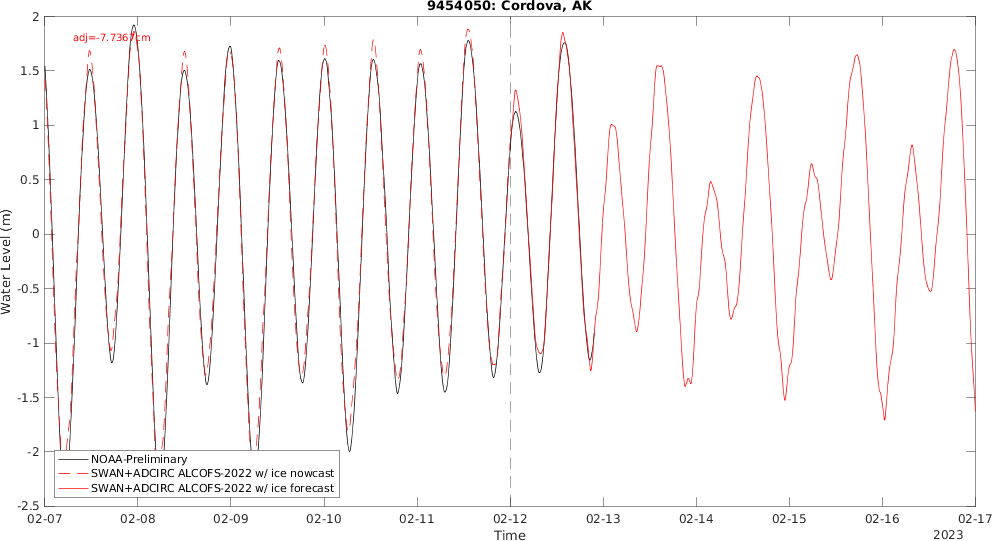 9454050: Cordova, AK
2
1.5
1
0.5
0
-0.5
-1
-1.5
-2
-2.5
Water Level (m)
adj=-7.7367cm
NOAA-Preliminary
SWAN+ADCIRC ALCOFS-2022 w/ ice nowcast
SWAN+ADCIRC ALCOFS-2022 w/ ice forecast
02-07 02-08 02-09 02-10 02-11 02-12 02-13 02-14 02-15 02-16 02-17
Time
2023